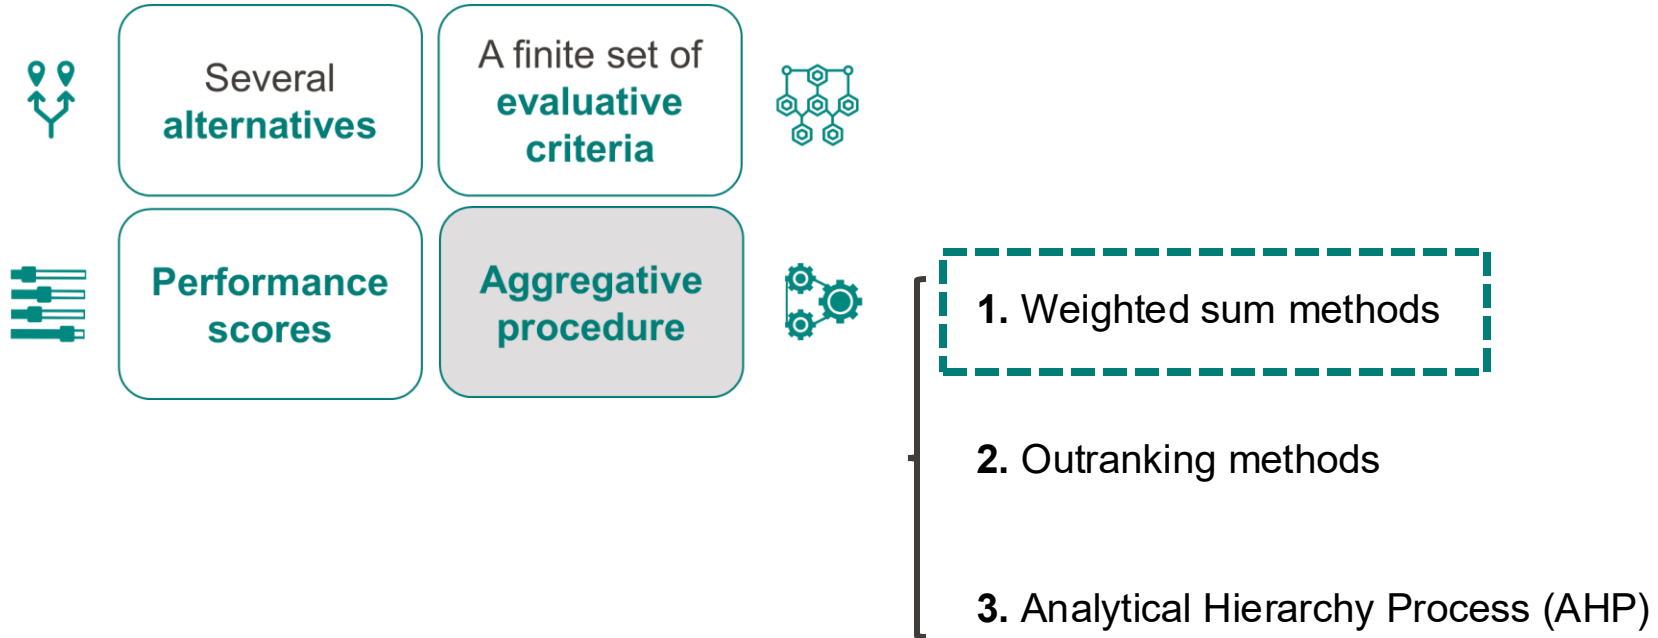 Several
alternatives
A finite set of
evaluative
criteria
Performance
scores
Aggregative
procedure
1. Weighted sum methods
2. Outranking methods
3. Analytical Hierarchy Process (AHP)